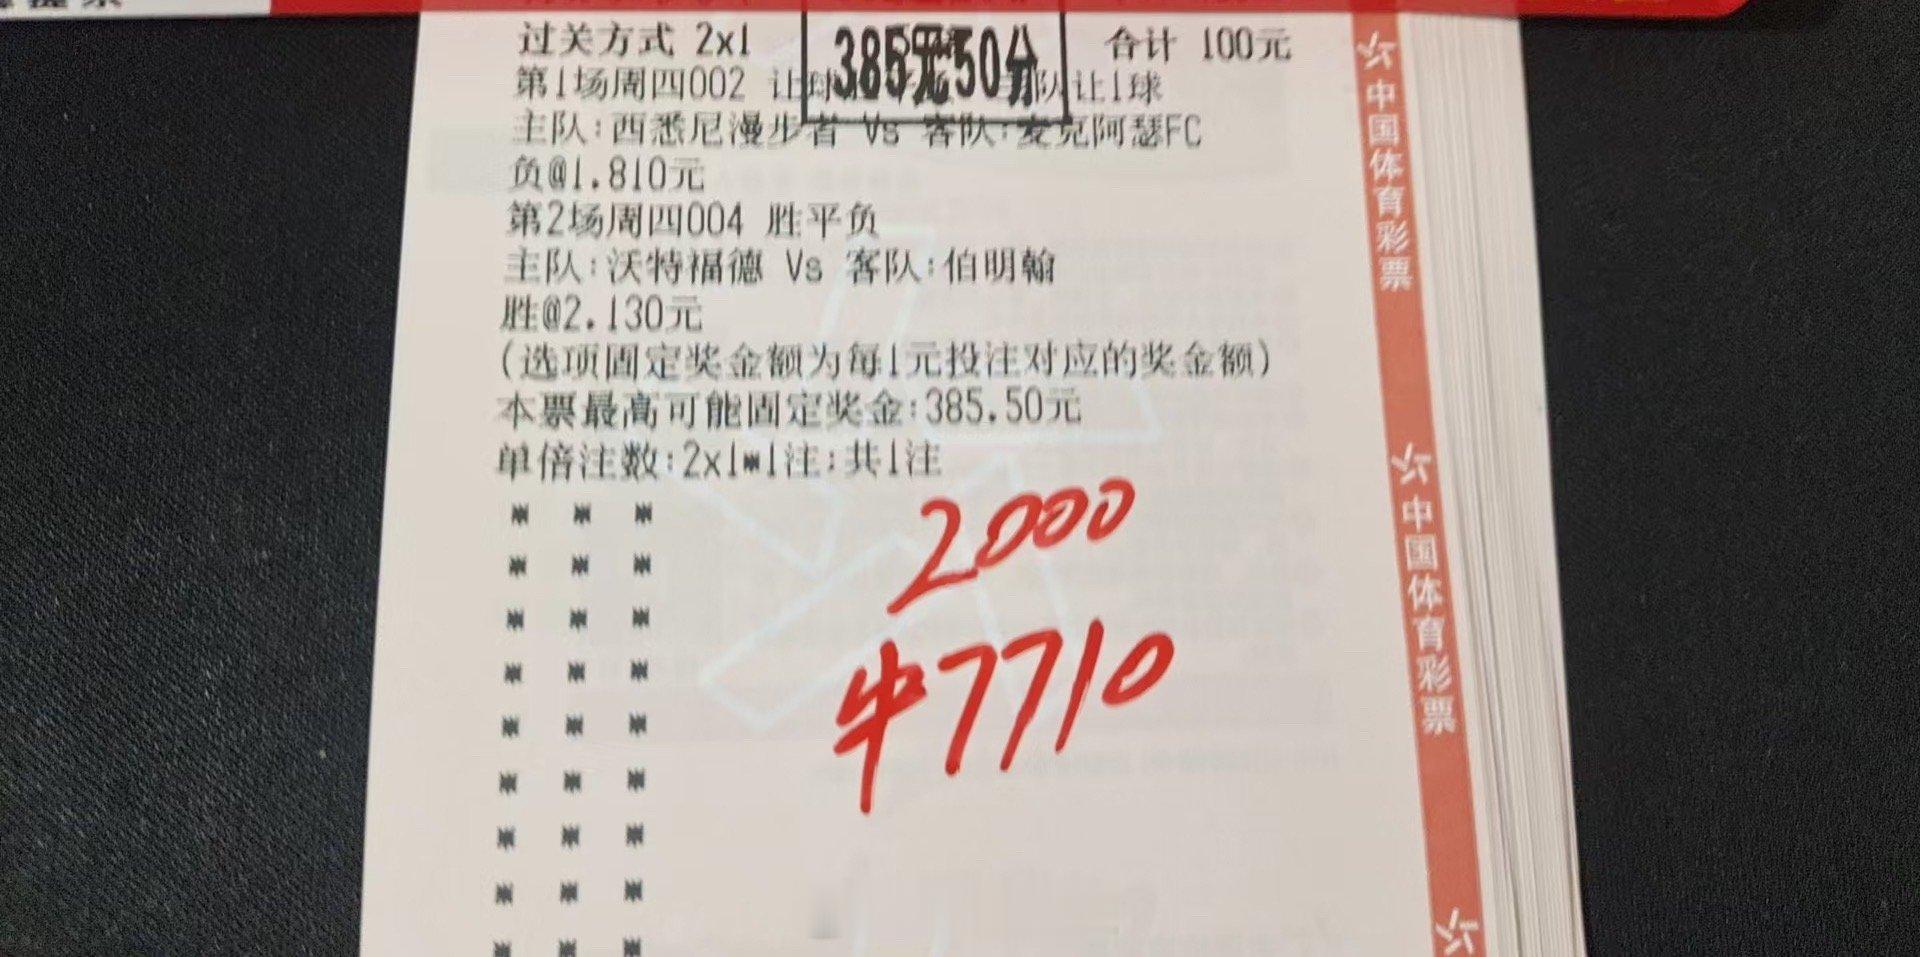 过关方式 2x1
385元50分
合计 100元
第1场周四002 让球
队让1球
主队:西悉尼漫步者 Vs 客队:麦克阿瑟FC
负@1.810元
第2场周四004 胜平负
主队:沃特福德 Vs 客队:伯明翰
胜@2.130元
(选项固定奖金额为每1元投注对应的奖金额)
本票最高可能固定奖金:385.50元
单倍注数:2x1*1注;共1注
* * *
* * *
* * *
* * *
* * *
* * *
* * *
* * *
* * *
2000
中7710
中国体育彩票
中国体育彩票